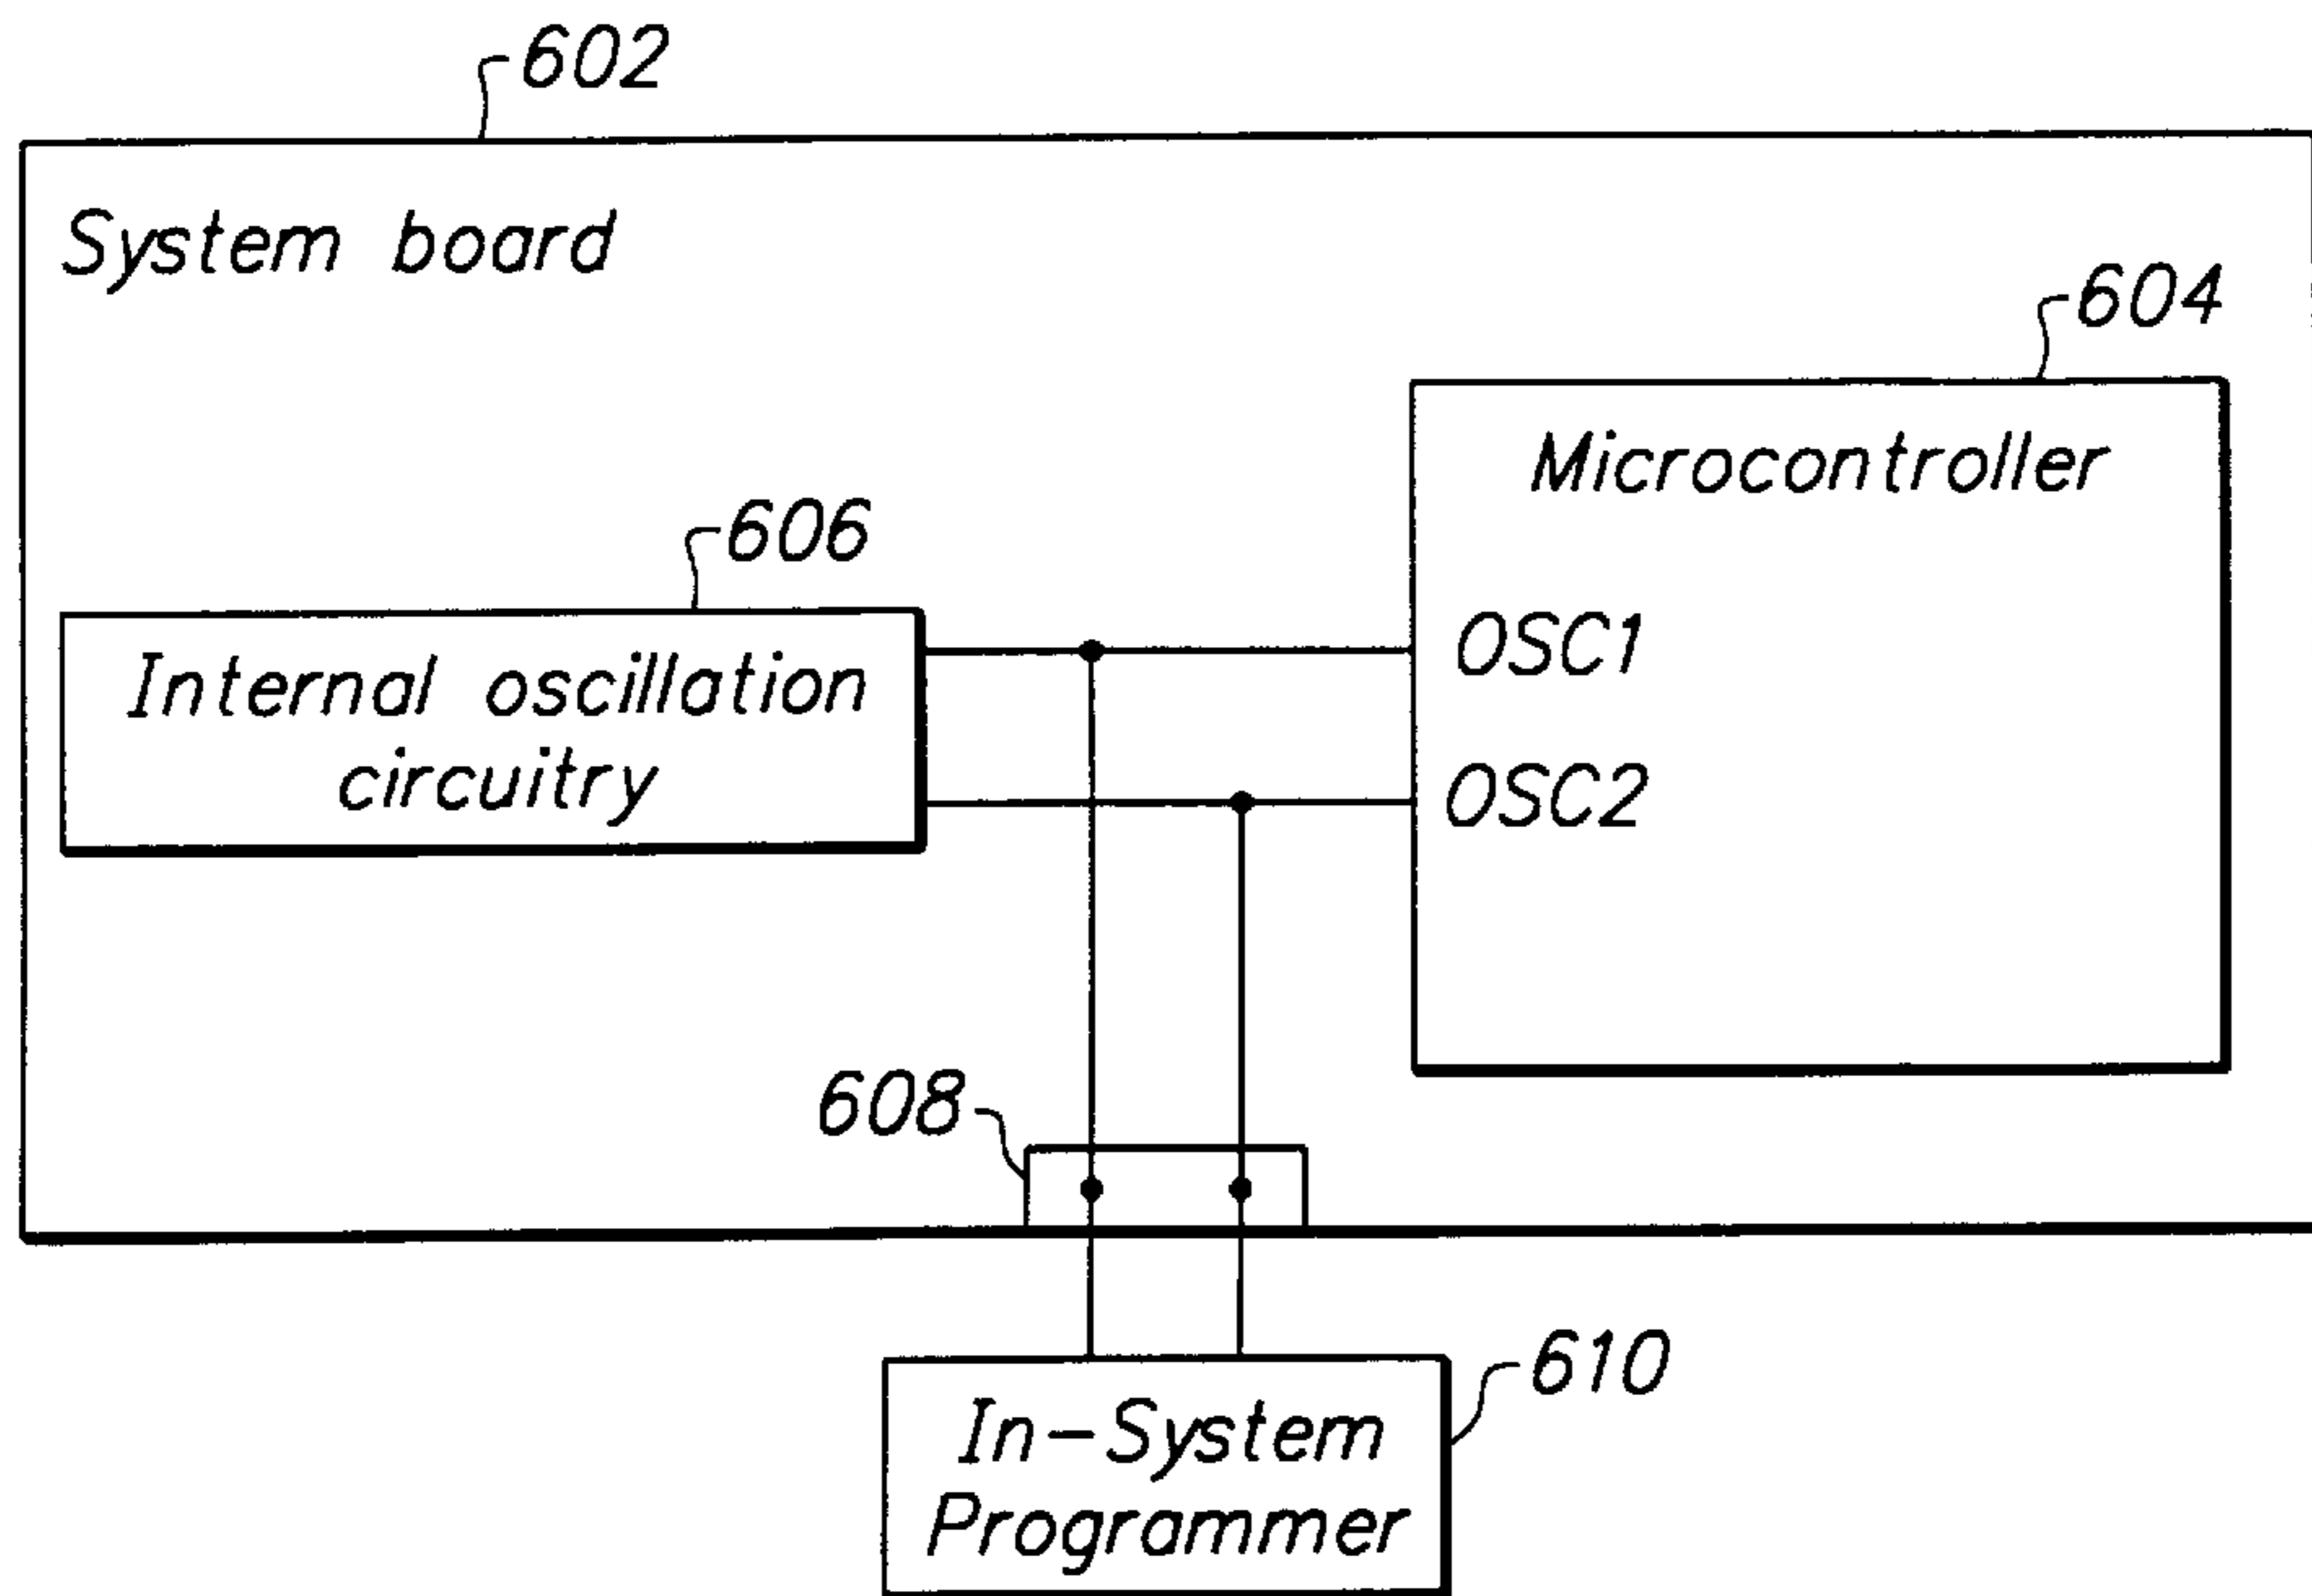 602
System board
604
Microcontroller
606
Internal oscillation
circuitry
OSC1
OSC2
608
610
In-System
Programmer